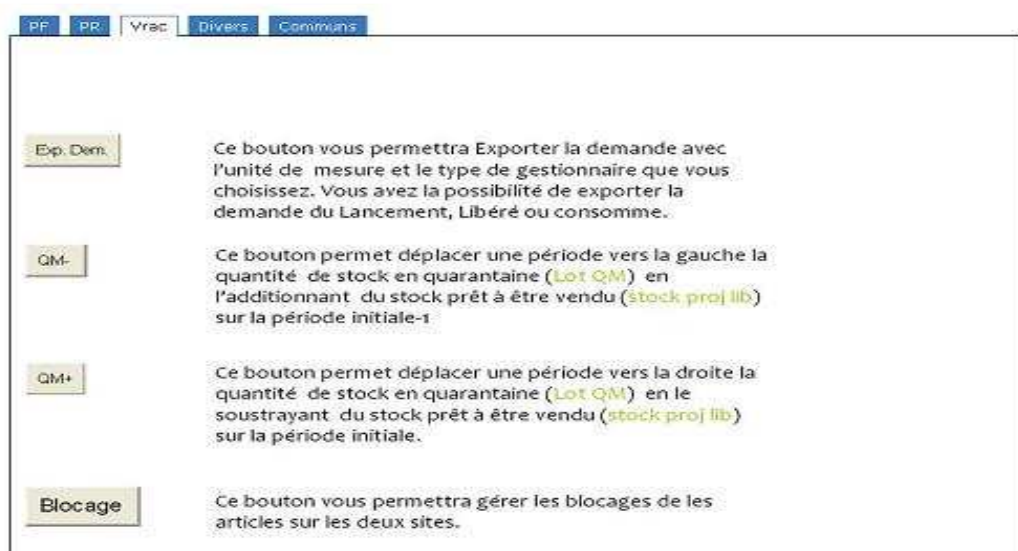 PF PR Vrac Divers Communs
Exp. Dem.
Ce bouton vous permettra Exporter la demande avec
l'unité de mesure et le type de gestionnaire que vous
choisissez. Vous avez la possibilité de exporter la
demande du Lancement, Libéré ou consomme.
QM-
Ce bouton permet déplacer une période vers la gauche la
quantité de stock en quarantaine (Lot QM) en
l'additionnant du stock prêt à être vendu (stock proj lib)
sur la période initiale-1
QM+
Ce bouton permet déplacer une période vers la droite la
quantité de stock en quarantaine (Lot QM) en le
soustrayant du stock prêt à être vendu (stock proj lib)
sur la période initiale.
Blocage
Ce bouton vous permettra gérer les blocages de les
articles sur les deux sites.